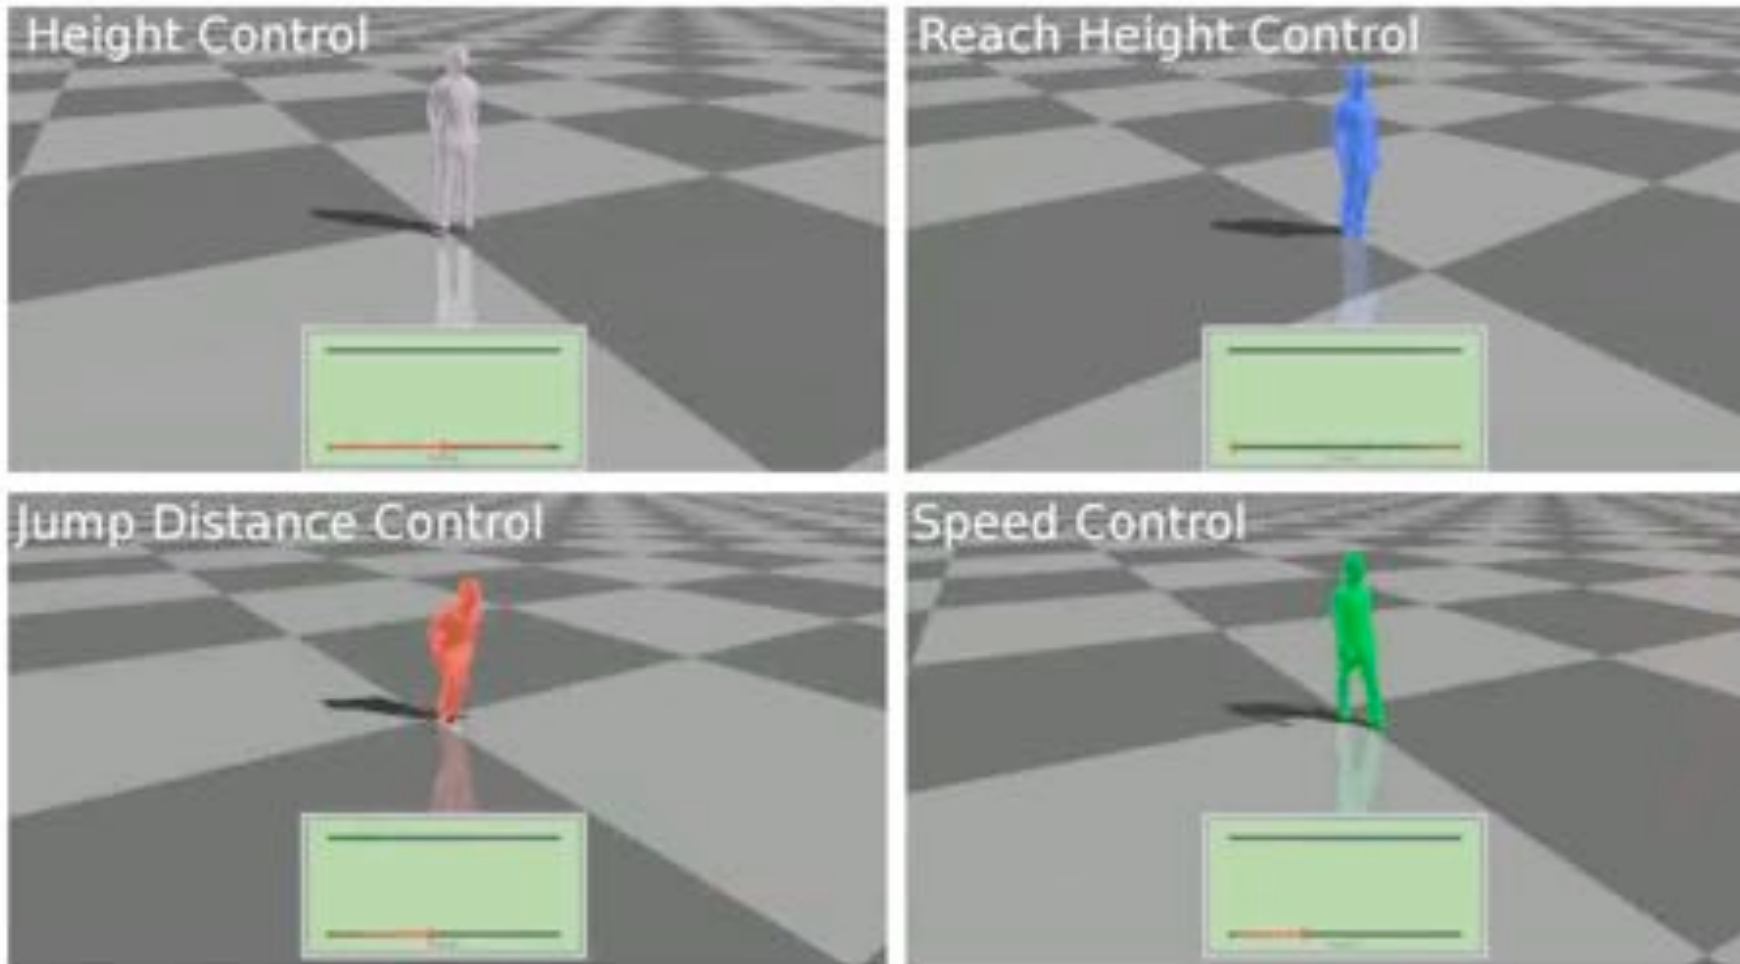 Height Control
Reach Height Control
Jump Distance Control
Speed Control